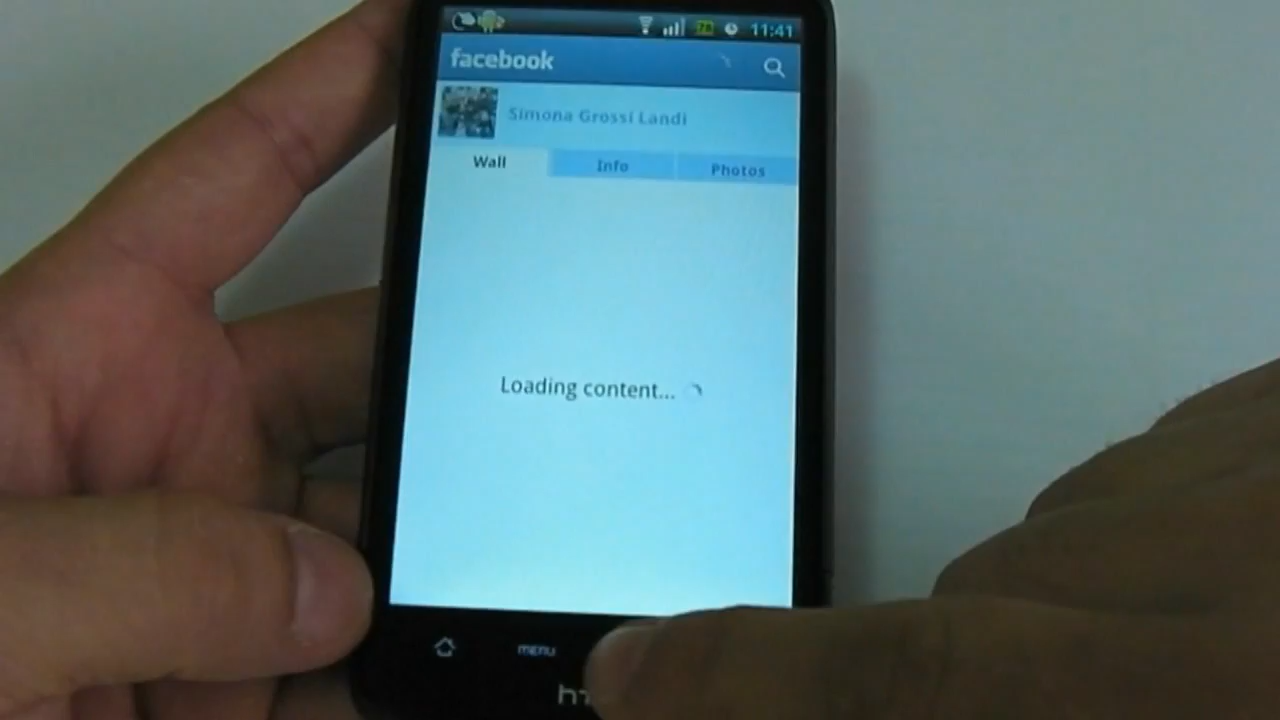 11:41
facebook
Simona Grossi Landi
Wall Info Photos
Loading content...
MENU